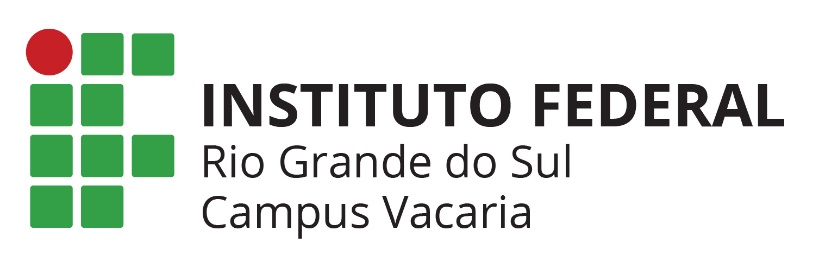 INSTITUTO FEDERAL
Rio Grande do Sul
Campus Vacaria